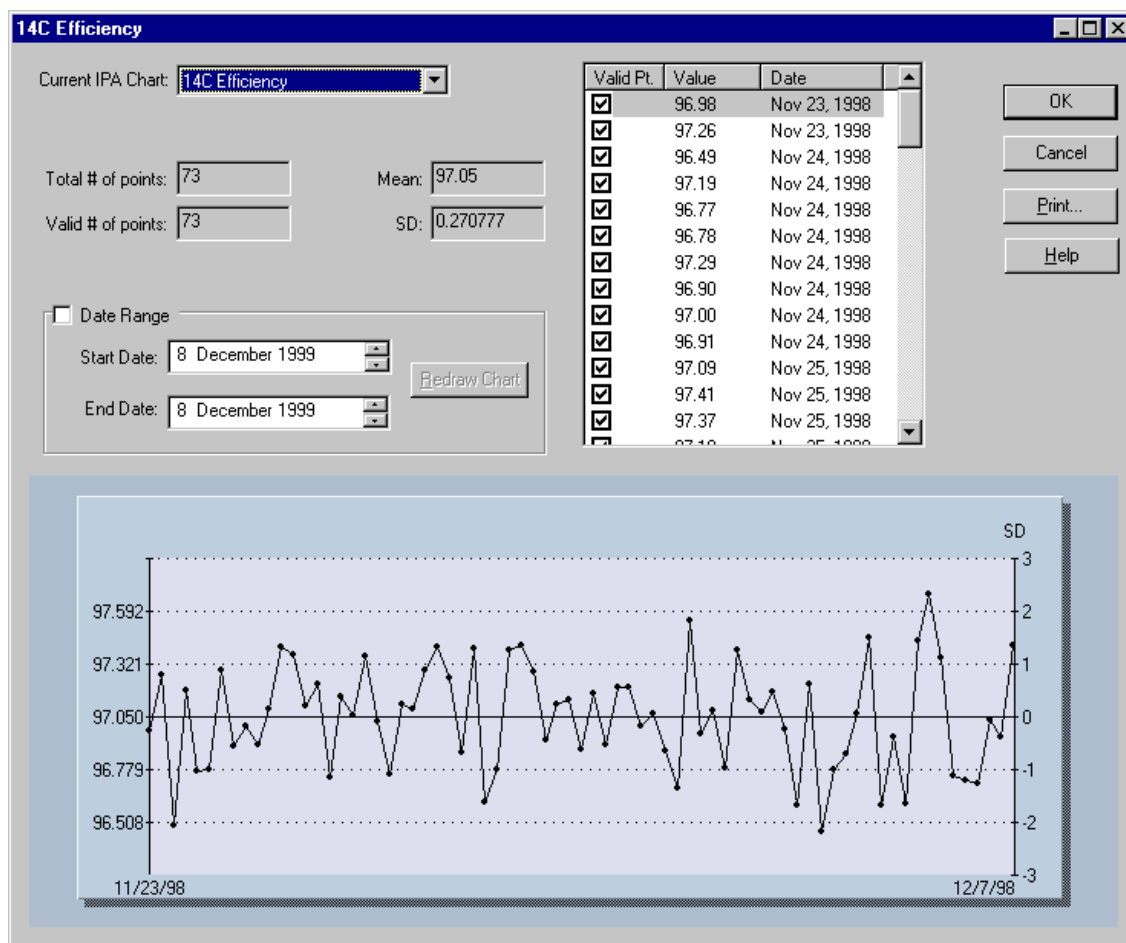 14C Efficiency
Current IPA Chart: 14C Efficiency
Total # of points: 73
Mean: 97.05
Valid # of points: 73
SD: 0.270777
Date Range
Start Date: 8 December 1999
End Date: 8 December 1999
Redraw Chart
Valid Pt. Value Date
96.98 Nov 23, 1998
97.26 Nov 23, 1998
96.49 Nov 24, 1998
97.19 Nov 24, 1998
96.77 Nov 24, 1998
96.78 Nov 24, 1998
97.29 Nov 24, 1998
96.90 Nov 24, 1998
97.00 Nov 24, 1998
96.91 Nov 24, 1998
97.09 Nov 25, 1998
97.41 Nov 25, 1998
97.37 Nov 25, 1998
OK
Cancel
Print...
Help
SD
97.592
97.321
97.050
96.779
96.508
3
2
1
0
-1
-2
-3
11/23/98
12/7/98